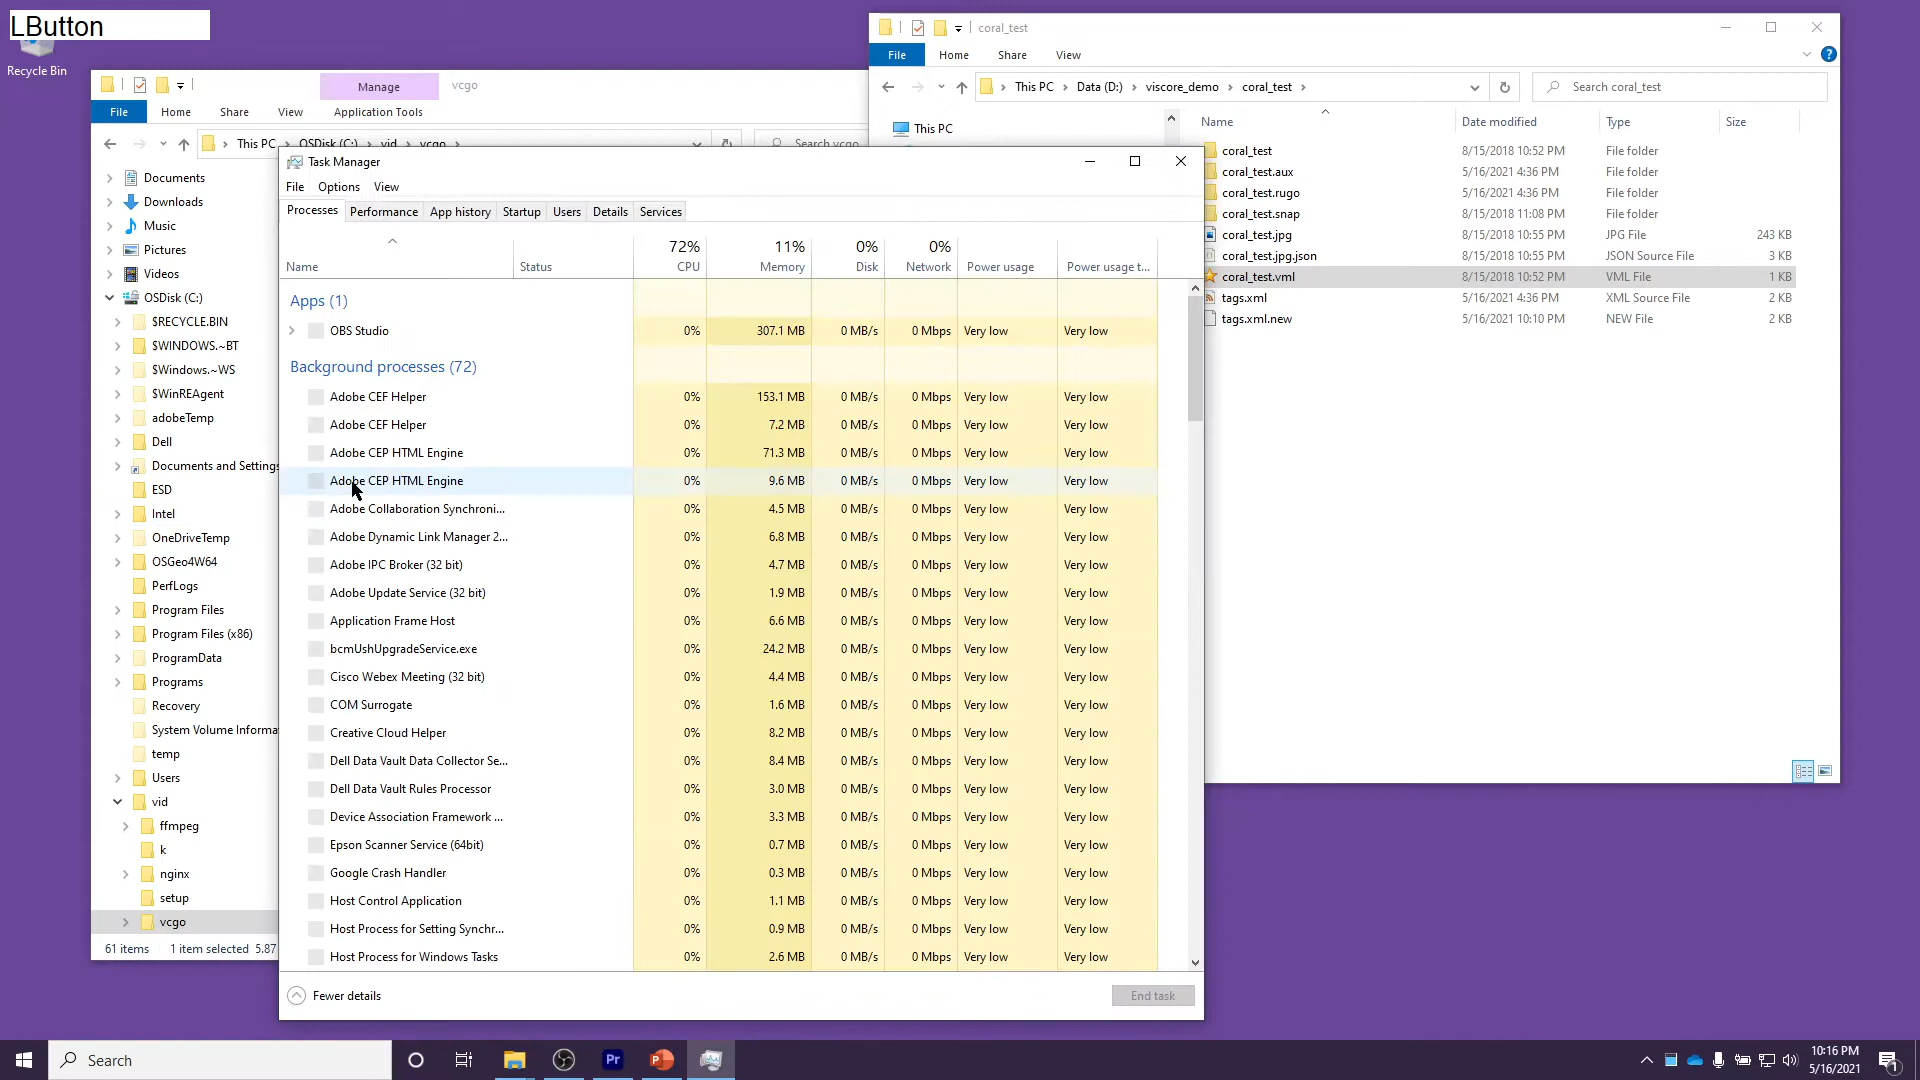 LButton
Recycle Bin
Manage
vcgo
File
Home
Share
View
Application Tools
This PC
OSDisk (C:)
vid
vcgo
Search vcgo
Documents
Downloads
Music
Pictures
Videos
OSDisk (C:)
$RECYCLE.BIN
$WINDOWS.~BT
$Windows.~WS
$WinREAgent
adobeTemp
Dell
Documents and Settings
ESD
Intel
OneDriveTemp
OSGeo4W64
PerfLogs
Program Files
Program Files (x86)
ProgramData
Programs
Recovery
System Volume Informa
temp
Users
vid
ffmpeg
k
nginx
setup
vcgo
61 items
1 item selected 5.87
coral_test
File
Home
Share
View
This PC
Data (D:)
viscore_demo
coral_test
Search coral_test
This PC
Name Date modified Type Size
coral_test 8/15/2018 10:52 PM File folder
coral_test.aux 5/16/2021 4:36 PM File folder
coral_test.rugo 5/16/2021 4:36 PM File folder
coral_test.snap 8/15/2018 11:08 PM File folder
coral_test.jpg 8/15/2018 10:55 PM JPG File 243 KB
coral_test.jpg.json 8/15/2018 10:55 PM JSON Source File 3 KB
coral_test.vml 8/15/2018 10:52 PM VML File 1 KB
tags.xml 5/16/2021 4:36 PM XML Source File 2 KB
tags.xml.new 5/16/2021 10:10 PM NEW File 2 KB
Task Manager
File Options View
Processes Performance App history Startup Users Details Services
72% 11% 0% 0%
Name Status CPU Memory Disk Network Power usage Power usage t...
Apps (1)
OBS Studio 0% 307.1 MB 0 MB/s 0 Mbps Very low Very low
Background processes (72)
Adobe CEF Helper 0% 153.1 MB 0 MB/s 0 Mbps Very low Very low
Adobe CEF Helper 0% 7.2 MB 0 MB/s 0 Mbps Very low Very low
Adobe CEP HTML Engine 0% 71.3 MB 0 MB/s 0 Mbps Very low Very low
Adobe CEP HTML Engine 0% 9.6 MB 0 MB/s 0 Mbps Very low Very low
Adobe Collaboration Synchroni... 0% 4.5 MB 0 MB/s 0 Mbps Very low Very low
Adobe Dynamic Link Manager 2... 0% 6.8 MB 0 MB/s 0 Mbps Very low Very low
Adobe IPC Broker (32 bit) 0% 4.7 MB 0 MB/s 0 Mbps Very low Very low
Adobe Update Service (32 bit) 0% 1.9 MB 0 MB/s 0 Mbps Very low Very low
Application Frame Host 0% 6.6 MB 0 MB/s 0 Mbps Very low Very low
bcmUshUpgradeService.exe 0% 24.2 MB 0 MB/s 0 Mbps Very low Very low
Cisco Webex Meeting (32 bit) 0% 4.4 MB 0 MB/s 0 Mbps Very low Very low
COM Surrogate 0% 1.6 MB 0 MB/s 0 Mbps Very low Very low
Creative Cloud Helper 0% 8.2 MB 0 MB/s 0 Mbps Very low Very low
Dell Data Vault Data Collector Se... 0% 8.4 MB 0 MB/s 0 Mbps Very low Very low
Dell Data Vault Rules Processor 0% 3.0 MB 0 MB/s 0 Mbps Very low Very low
Device Association Framework ... 0% 3.3 MB 0 MB/s 0 Mbps Very low Very low
Epson Scanner Service (64bit) 0% 0.7 MB 0 MB/s 0 Mbps Very low Very low
Google Crash Handler 0% 0.3 MB 0 MB/s 0 Mbps Very low Very low
Host Control Application 0% 1.1 MB 0 MB/s 0 Mbps Very low Very low
Host Process for Setting Synchr... 0% 0.9 MB 0 MB/s 0 Mbps Very low Very low
Host Process for Windows Tasks 0% 2.6 MB 0 MB/s 0 Mbps Very low Very low
Fewer details
End task
Search
Pr
P
10:16 PM
5/16/2021
1